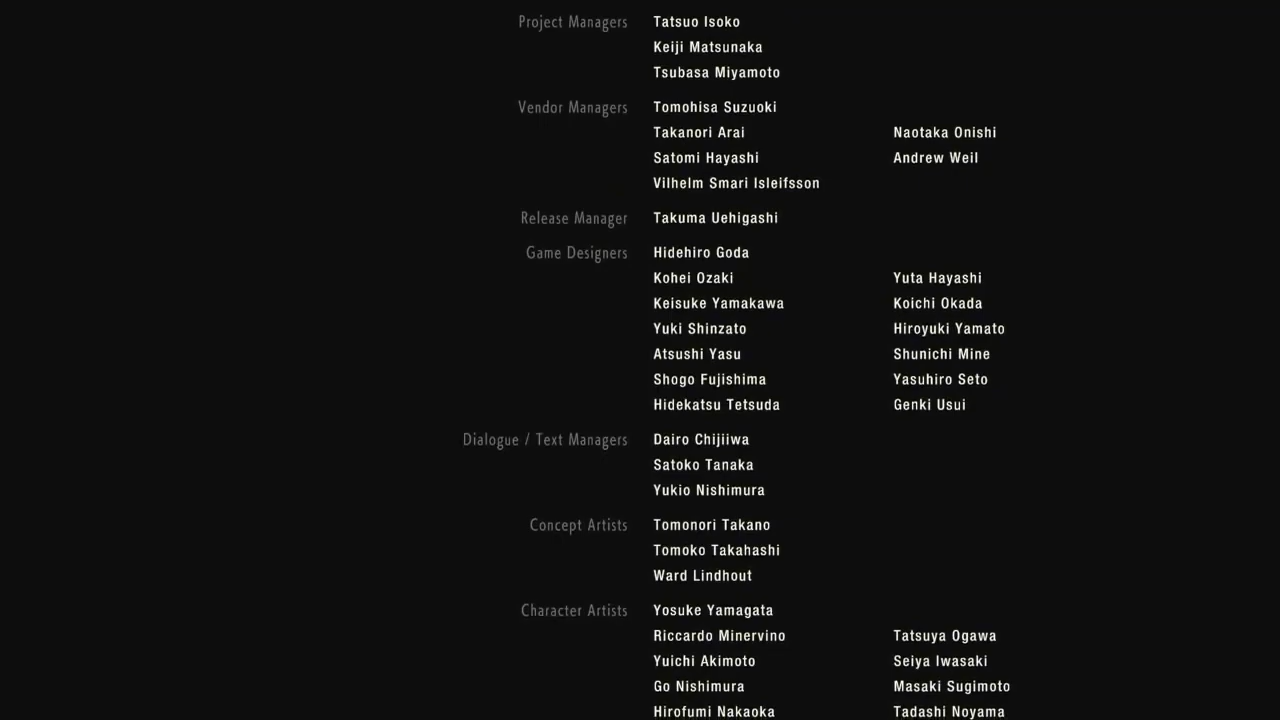 Project Managers Tatsuo Isoko
Keiji Matsunaka
Tsubasa Miyamoto
Vendor Managers Tomohisa Suzuoki
Takanori Arai Naotaka Onishi
Satomi Hayashi Andrew Weil
Vilhelm Smari Isleifsson
Release Manager Takuma Uehigashi
Game Designers Hidehiro Goda
Kohei Ozaki Yuta Hayashi
Keisuke Yamakawa Koichi Okada
Yuki Shinzato Hiroyuki Yamato
Atsushi Yasu Shunichi Mine
Shogo Fujishima Yasuhiro Seto
Hidekatsu Tetsuda Genki Usui
Dialogue / Text Managers Dairo Chijiiwa
Satoko Tanaka
Yukio Nishimura
Concept Artists Tomonori Takano
Tomoko Takahashi
Ward Lindhout
Character Artists Yosuke Yamagata
Riccardo Minervino Tatsuya Ogawa
Yuichi Akimoto Seiya Iwasaki
Go Nishimura Masaki Sugimoto
Hirofumi Nakaoka Tadashi Noyama